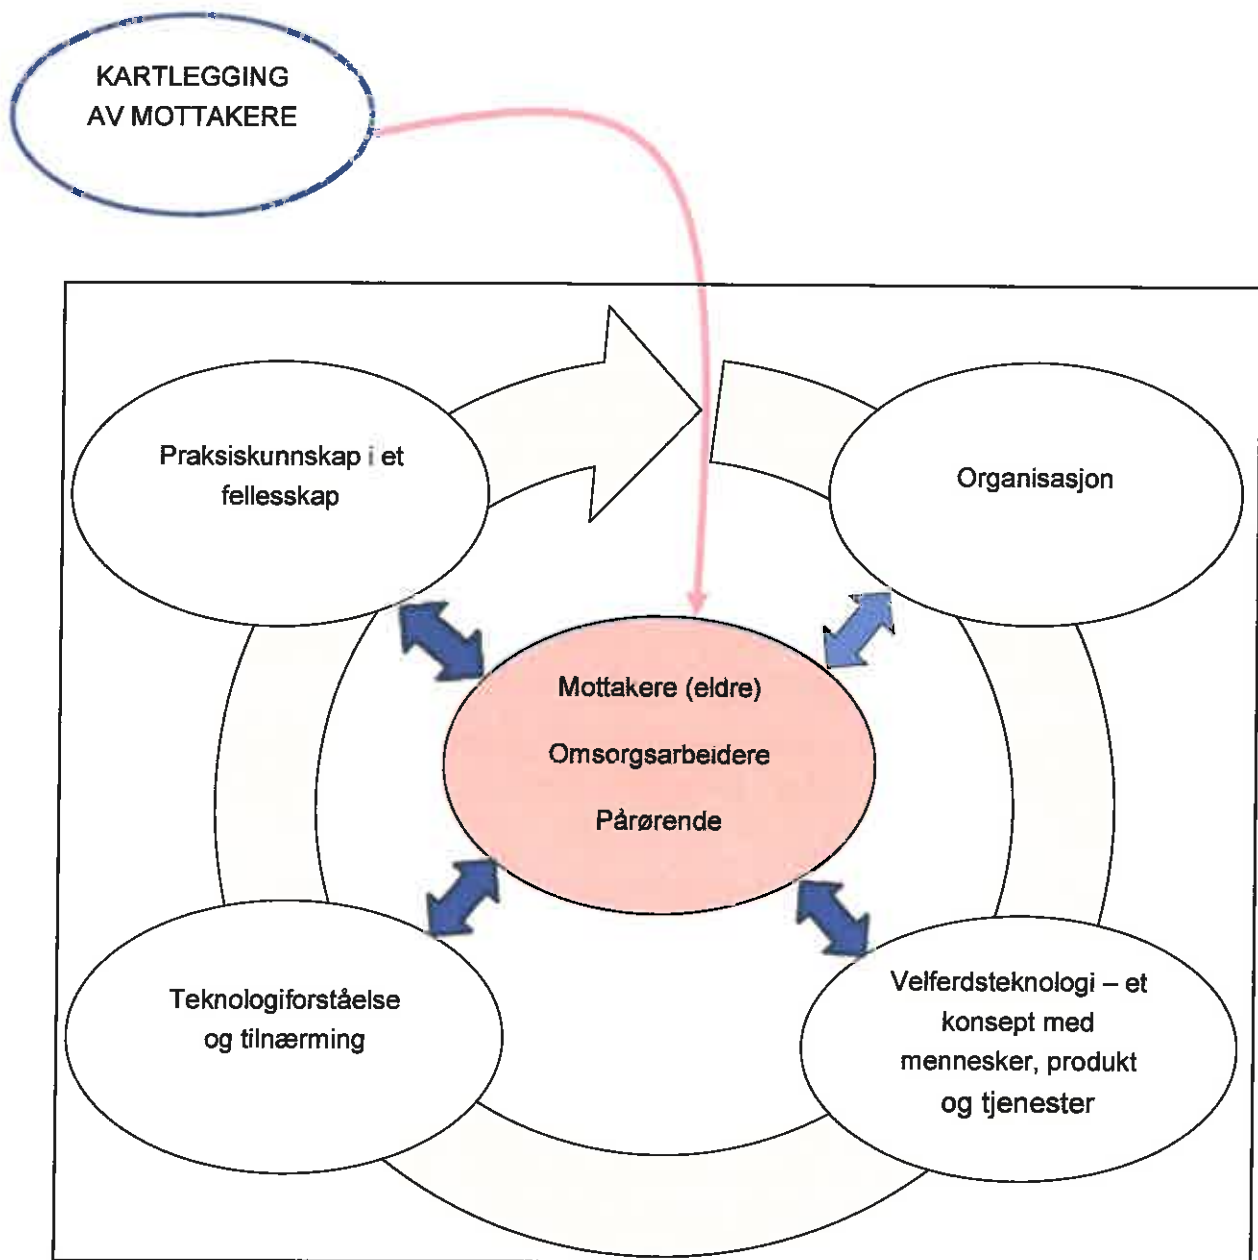 KARTLEGGING
AV MOTTAKERE
Praksiskunnskap i et
fellesskap
Organisasjon
Mottakere (eldre)
Omsorgsarbeidere
Pårørende
Teknologiforståelse
og tilnærming
Velferdsteknologi – et
konsept med
mennesker, produkt
og tjenester